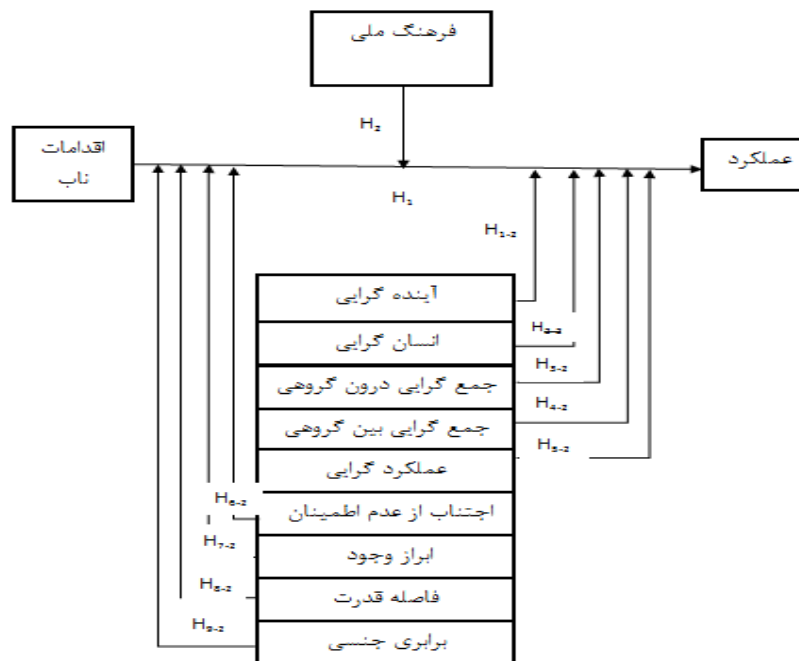 فرهنگ ملی
H₂
اقدامات
ناب
عملکرد
H₁
H₁₋₂
آینده گرایی
H₂₋₂
انسان گرایی
H₃₋₂
جمع گرایی درون گروهی
H₄₋₂
جمع گرایی بین گروهی
H₅₋₂
عملکرد گرایی
H₆₋₂
اجتناب از عدم اطمینان
H₇₋₂
ابراز وجود
H₈₋₂
فاصله قدرت
H₉₋₂
برابری جنسی